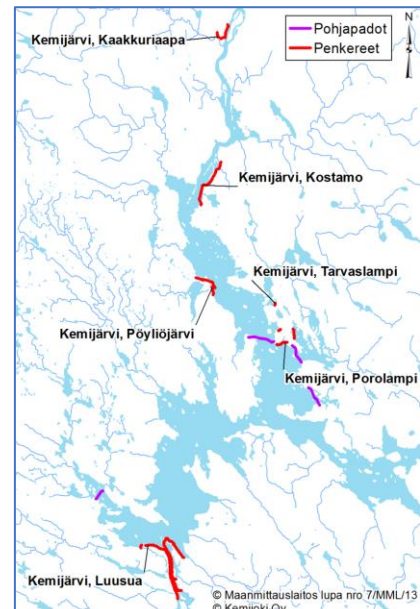 Kemijärvi, Kaakkuriaapa
Pohjapadot
Penkereet
N
Kemijärvi, Kostamo
Kemijärvi, Tarvaslampi
Kemijärvi, Pöyliöjärvi
Kemijärvi, Porolampi
Kemijärvi, Luusua
© Maanmittauslaitos lupa nro 7/MML/13
© Kemijoki Oy